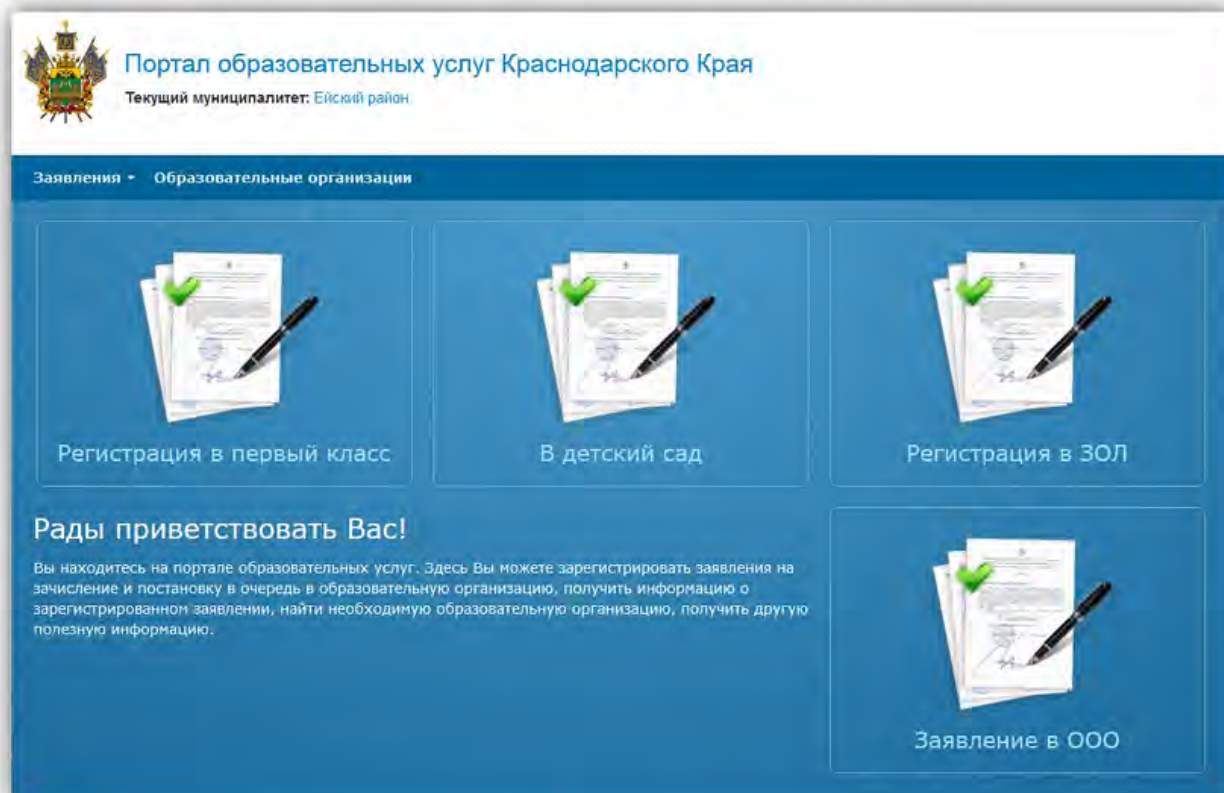 Портал образовательных услуг Краснодарского Края
Текущий муниципалитет: Ейский район
Заявления Образовательные организации
Регистрация в первый класс
В детский сад
Регистрация в ЗОЛ
Рады приветствовать Вас!
Вы находитесь на портале образовательных услуг. Здесь Вы можете зарегистрировать заявления на
зачисление и постановку в очередь в образовательную организацию, получить информацию о
зарегистрированном заявлении, найти необходимую образовательную организацию, получить другую
полезную информацию.
Заявление в ООО